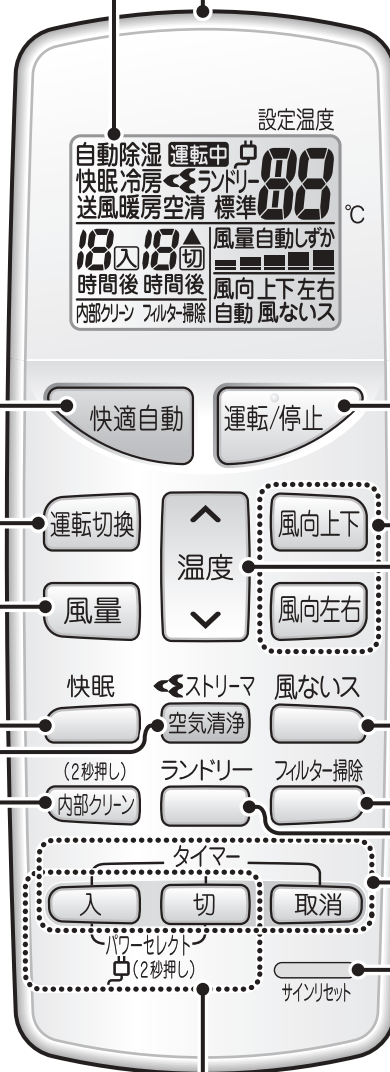 設定温度
自動除湿 運転中
快眠 冷房 ランドリー 88 ℃
送風暖房空清 標準
18入 18切 風量自動しずか
時間後 時間後 風向 上下 左右
内部クリーン フィルター掃除 自動 風ないス
快適自動 運転/停止
運転切換 風向上下
温度
風量 風向左右
快眠 ストリーマ 風ないス
空気清浄
(2秒押し) ランドリー フィルター掃除
内部クリーン
タイマー
入 切 取消
パワーセレクト
(2秒押し)
サインリセット